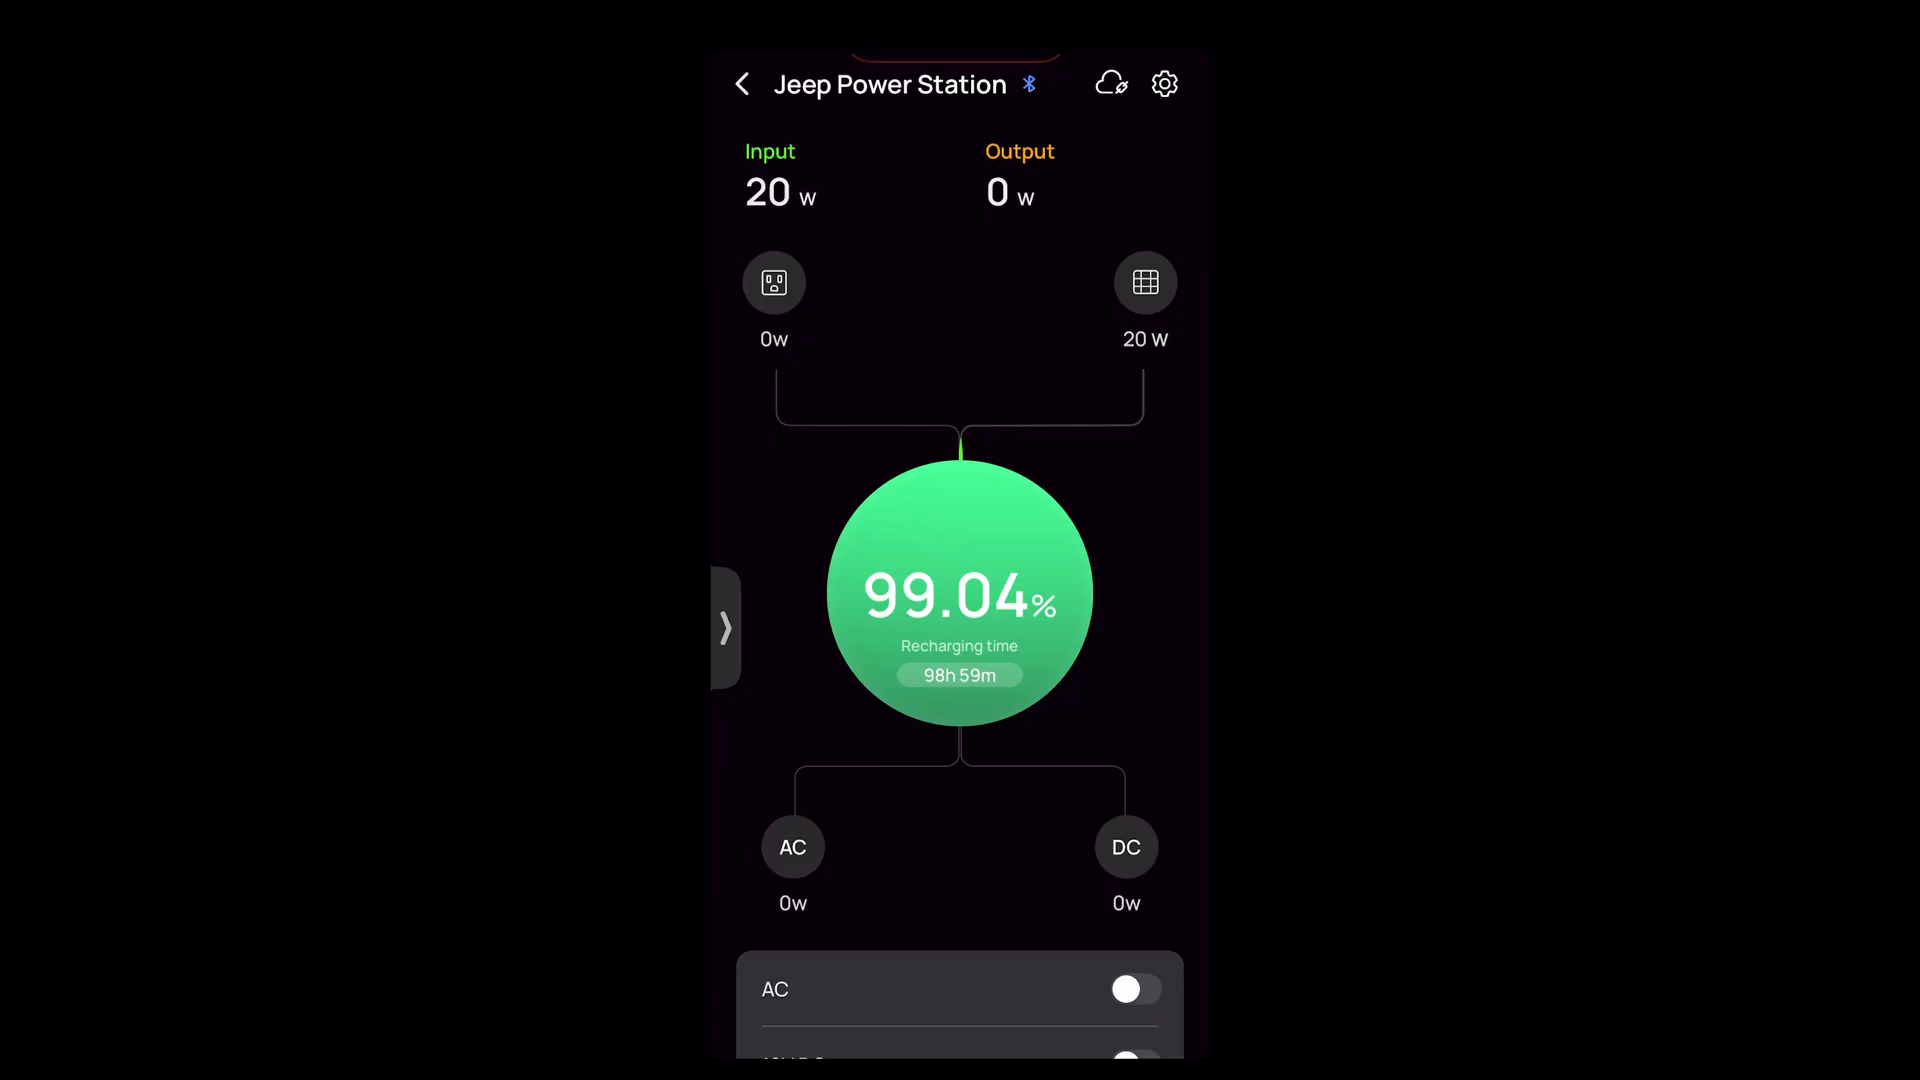 Jeep Power Station
Input
Output
20 w
0 w
0w
20 W
99.04%
Recharging time
98h 59m
AC
DC
0w
0w
AC